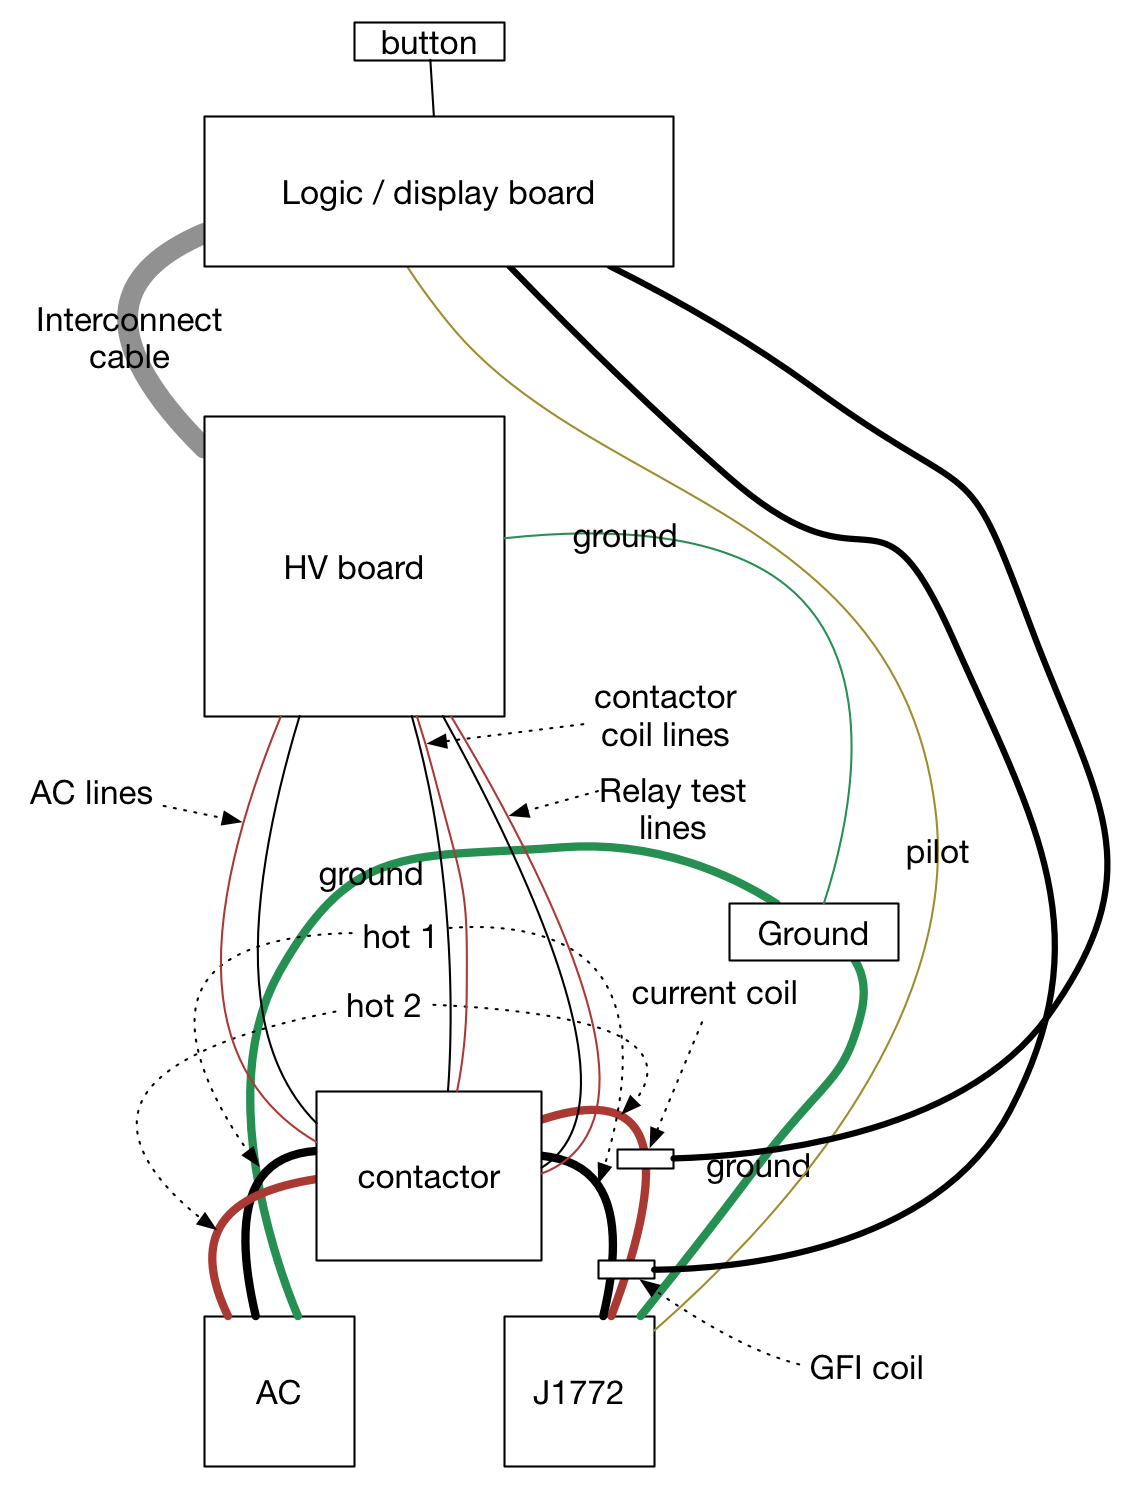 button
Logic / display board
Interconnect
cable
ground
HV board
contactor
coil lines
AC lines
Relay test
lines
pilot
ground
Ground
hot 1
current coil
hot 2
ground
contactor
GFI coil
AC
J1772